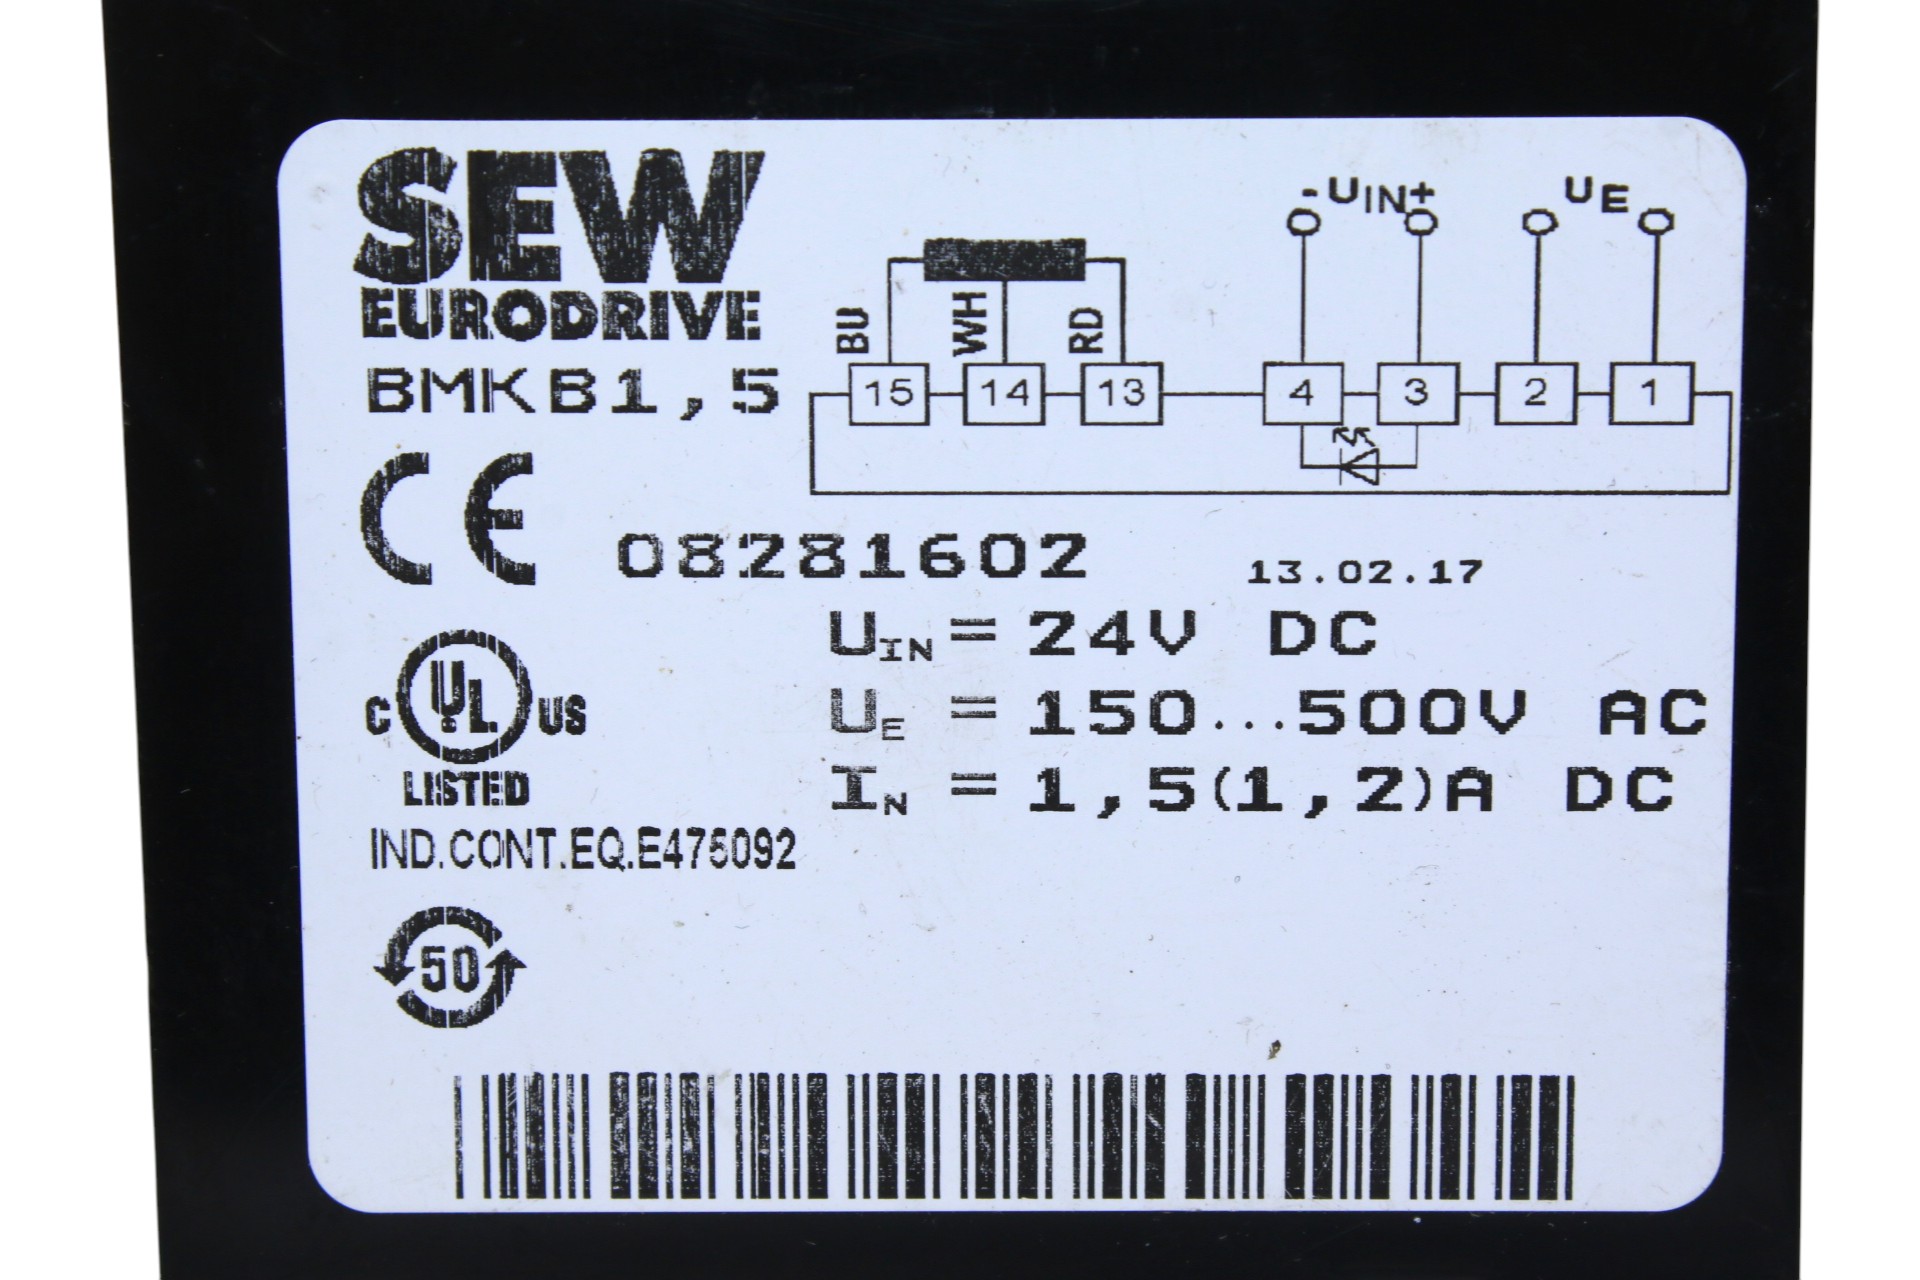 SEW
EURODRIVE
BMKB1,5
- UIN +
UE
BU
WH
RD
15 14 13 4 3 2 1
CE
08281602
13.02.17
UIN = 24V DC
UE = 150...500V AC
IN = 1,5(1,2)A DC
C UL US
LISTED
IND.CONT.EQ.E475092
50